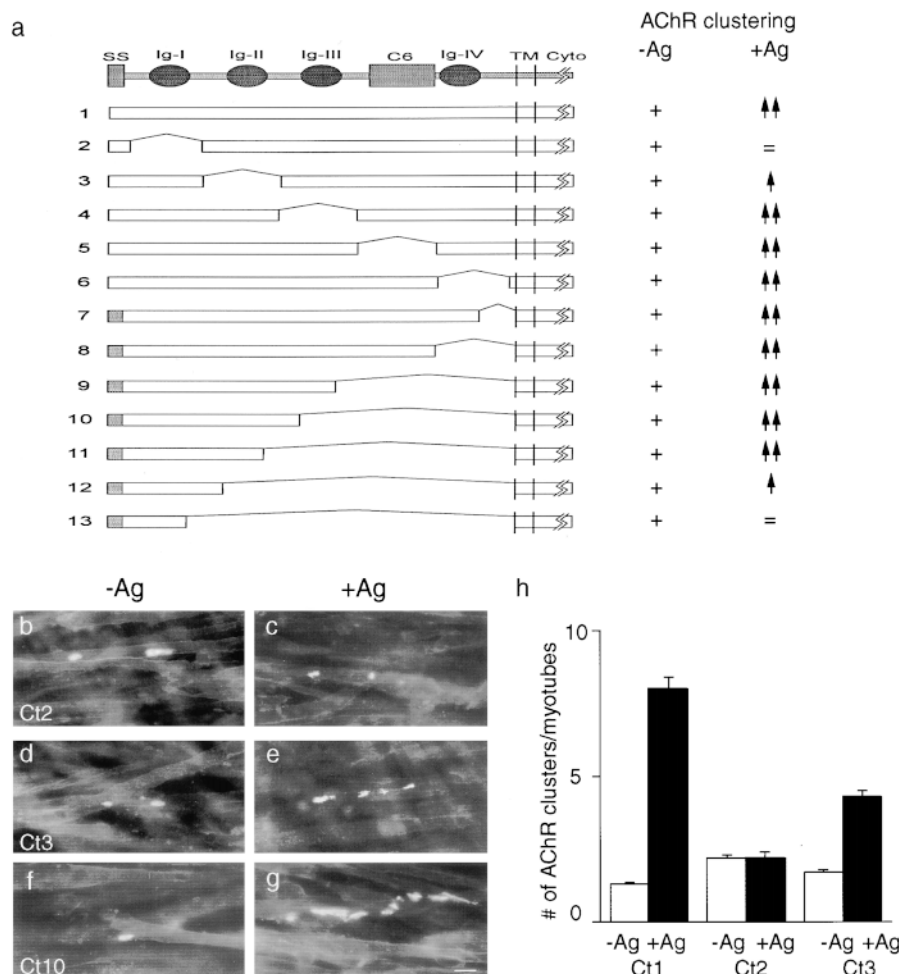 a
AChR clustering
-Ag +Ag
SS Ig-I Ig-II Ig-III C6 Ig-IV TM Cyto
1 +
2 + =
3 +
4 +
5 +
6 +
7 +
8 +
9 +
10 +
11 +
12 +
13 + =
-Ag +Ag
b
Ct2
c
d
Ct3
e
f
Ct10
g
h
# of AChR clusters/myotubes
10
5
0
-Ag +Ag -Ag +Ag -Ag +Ag
Ct1 Ct2 Ct3